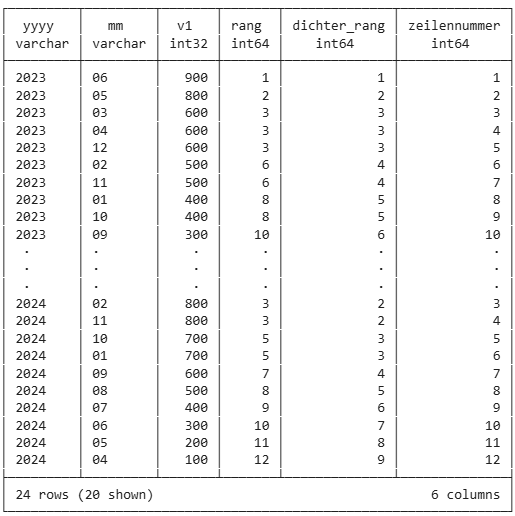 yyyy mm v1 rang dichter_rang zeilennummer
varchar varchar int32 int64 int64 int64
2023 06 900 1 1 1
2023 05 800 2 2 2
2023 03 600 3 3 3
2023 04 600 3 3 4
2023 12 600 3 3 5
2023 02 500 6 4 6
2023 11 500 6 4 7
2023 01 400 8 5 8
2023 10 400 8 5 9
2023 09 300 10 6 10
. . . . . .
. . . . . .
. . . . . .
2024 02 800 3 2 3
2024 11 800 3 2 4
2024 10 700 5 3 5
2024 01 700 5 3 6
2024 09 600 7 4 7
2024 08 500 8 5 8
2024 07 400 9 6 9
2024 06 300 10 7 10
2024 05 200 11 8 11
2024 04 100 12 9 12
24 rows (20 shown) 6 columns